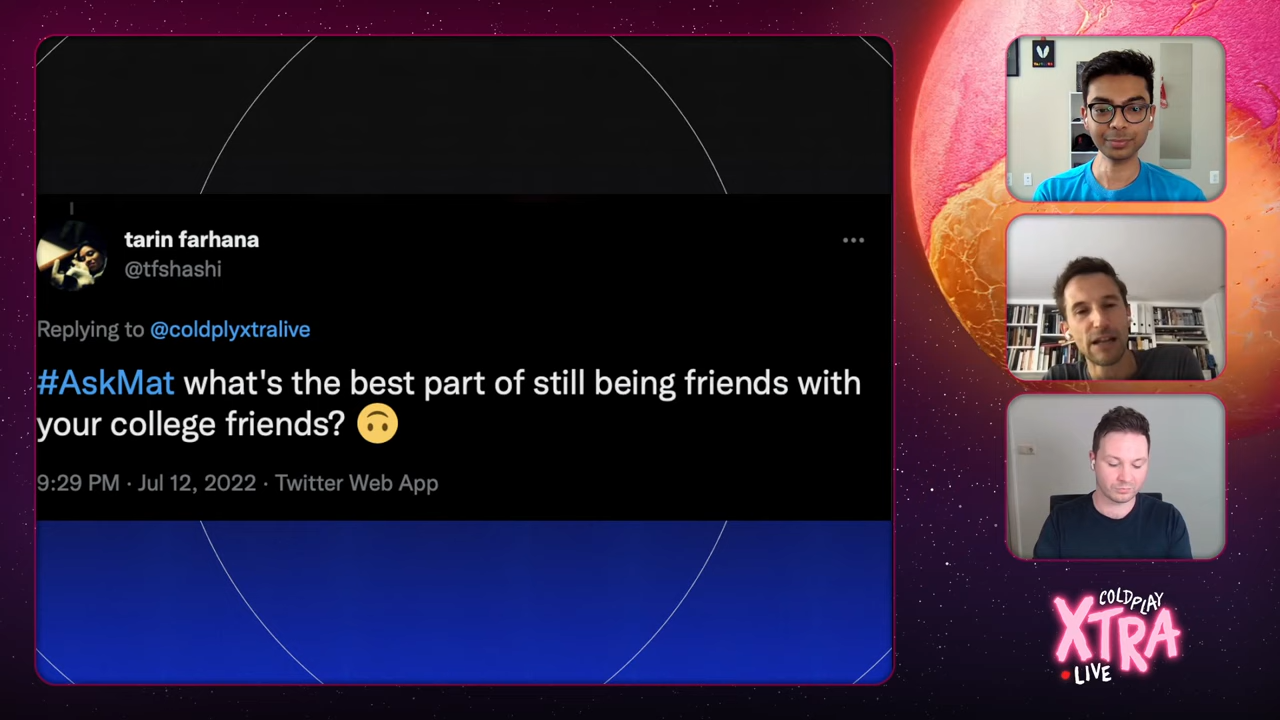 tarin farhana
@tfshashi
Replying to @coldplyxtralive
#AskMat what's the best part of still being friends with
your college friends? 🙃
9:29 PM · Jul 12, 2022 · Twitter Web App
COLDPLAY
XTRA
LIVE